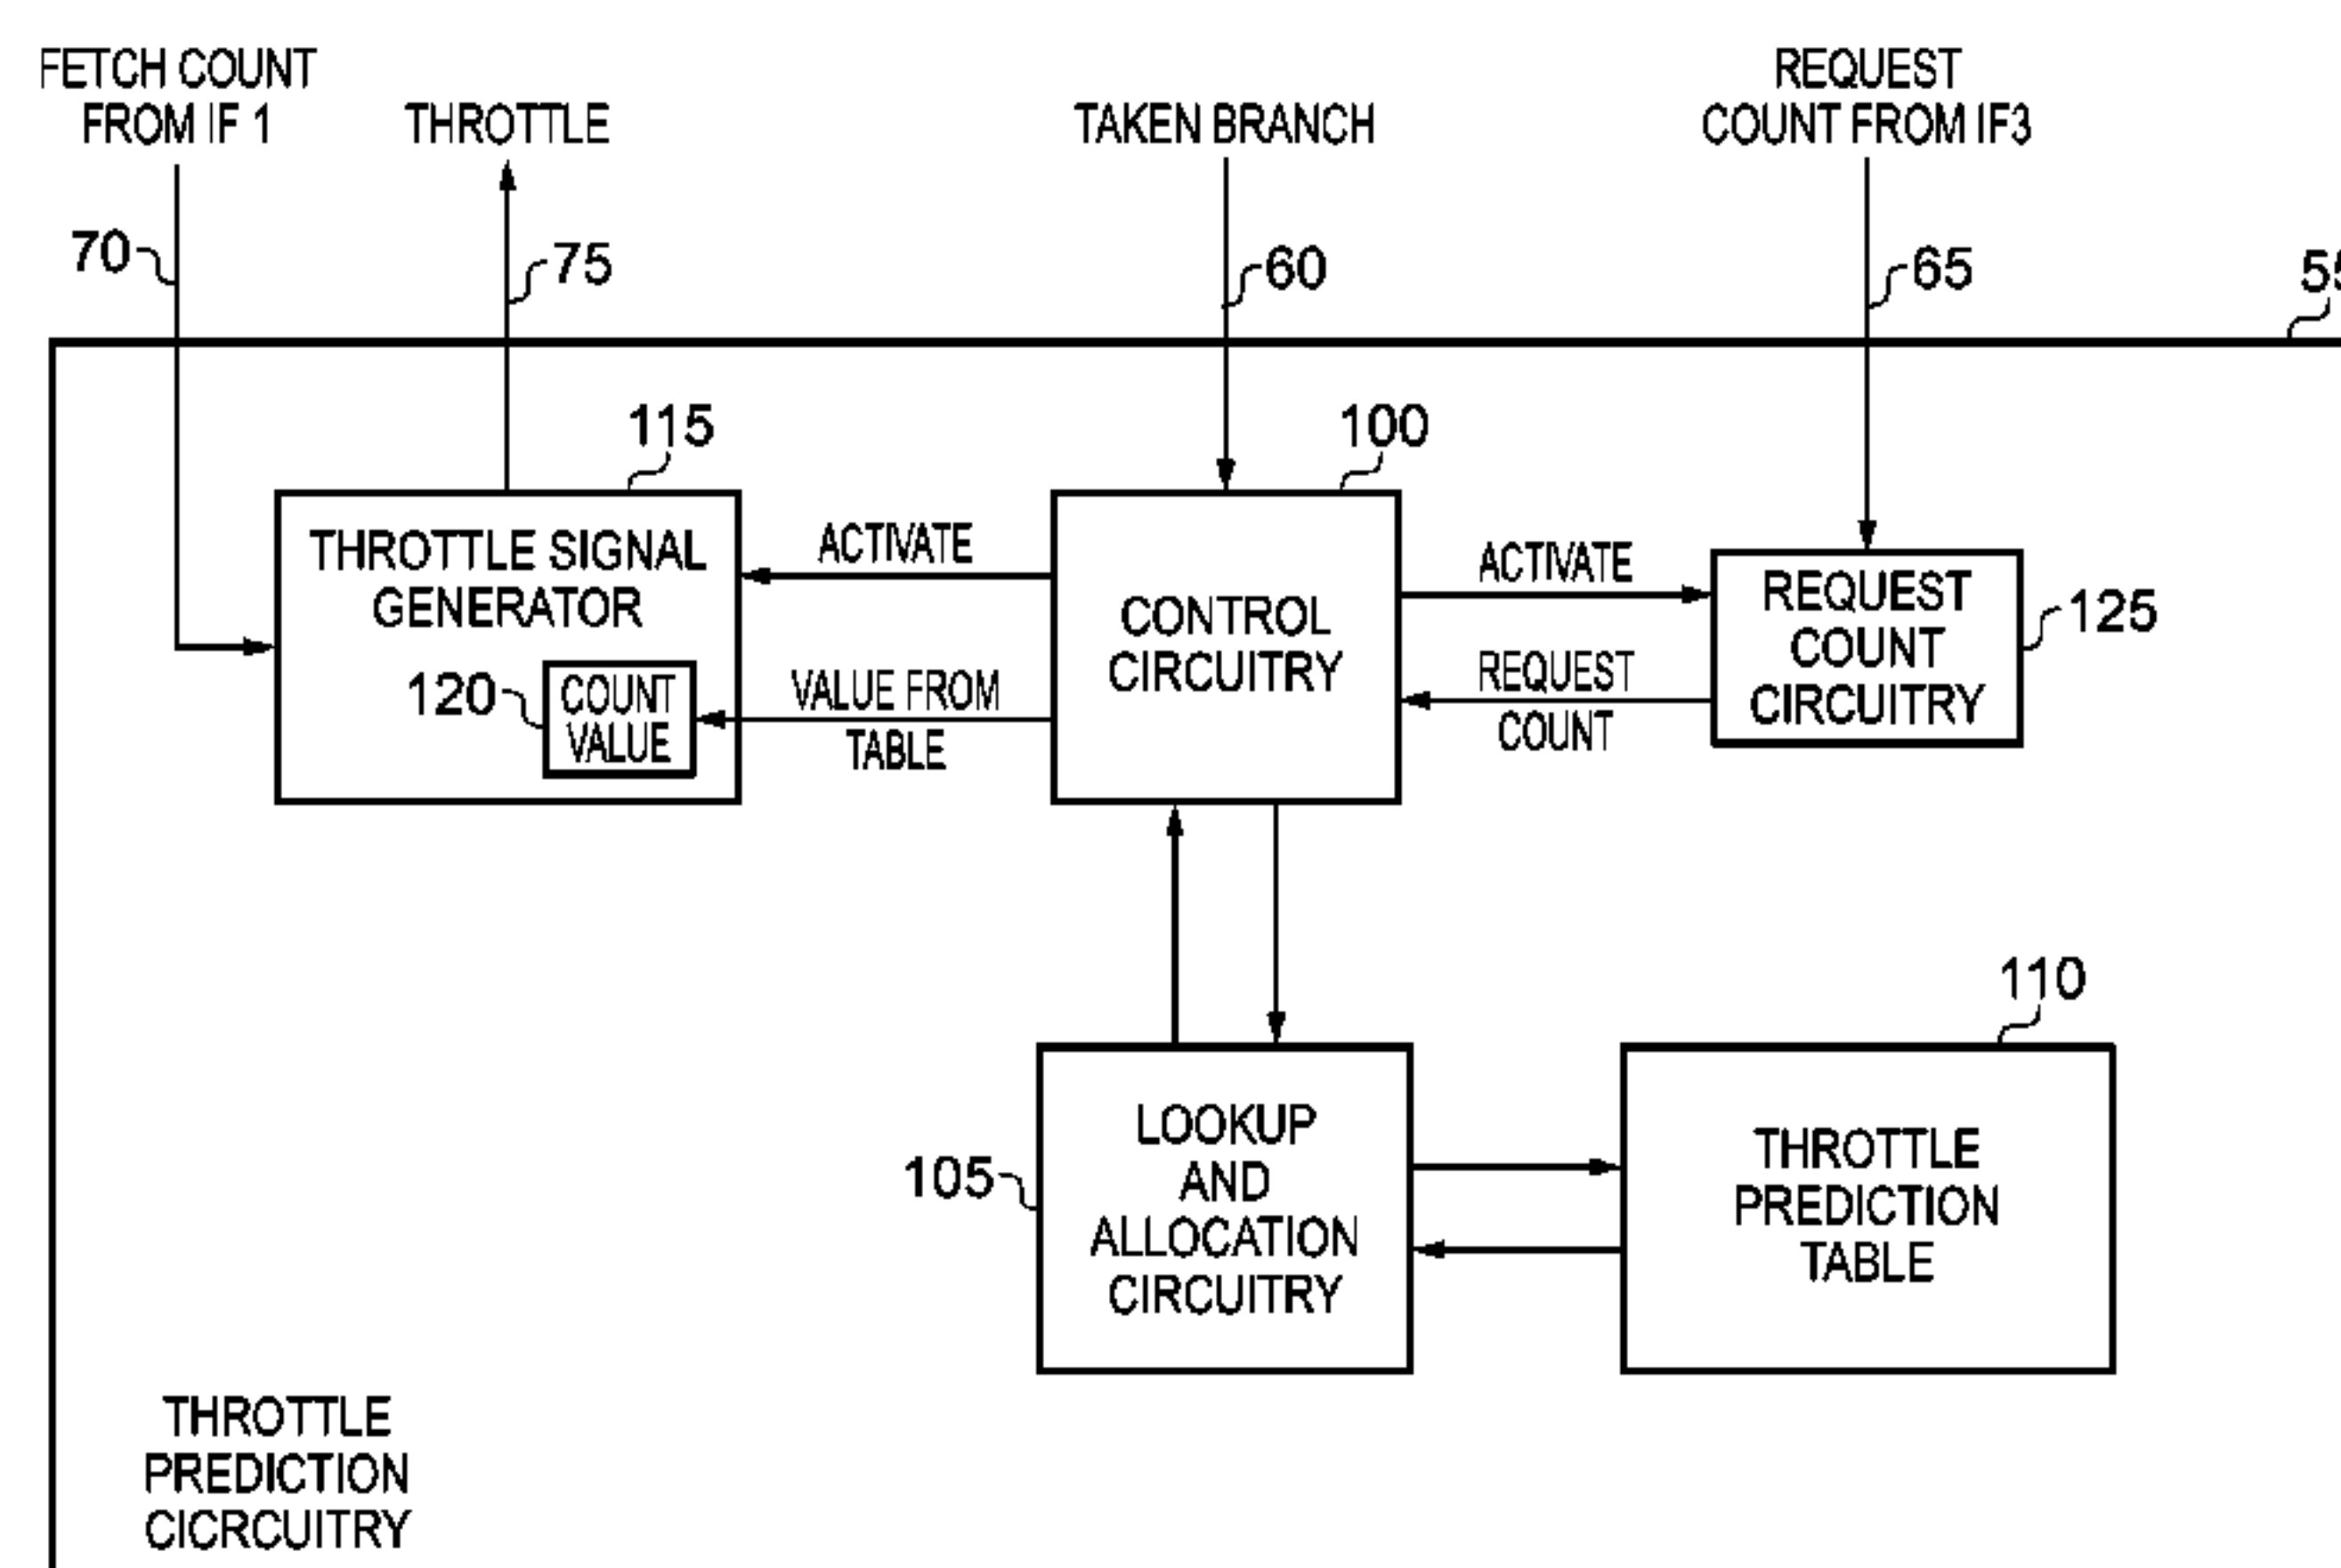 FETCH COUNT
FROM IF 1
THROTTLE
TAKEN BRANCH
REQUEST
COUNT FROM IF3
70
75
60
65
55
115
100
THROTTLE SIGNAL
GENERATOR
120
COUNT
VALUE
ACTIVATE
VALUE FROM
TABLE
CONTROL
CIRCUITRY
ACTIVATE
REQUEST
COUNT
REQUEST
COUNT
CIRCUITRY
125
110
105
LOOKUP
AND
ALLOCATION
CIRCUITRY
THROTTLE
PREDICTION
TABLE
THROTTLE
PREDICTION
CICRCUITRY